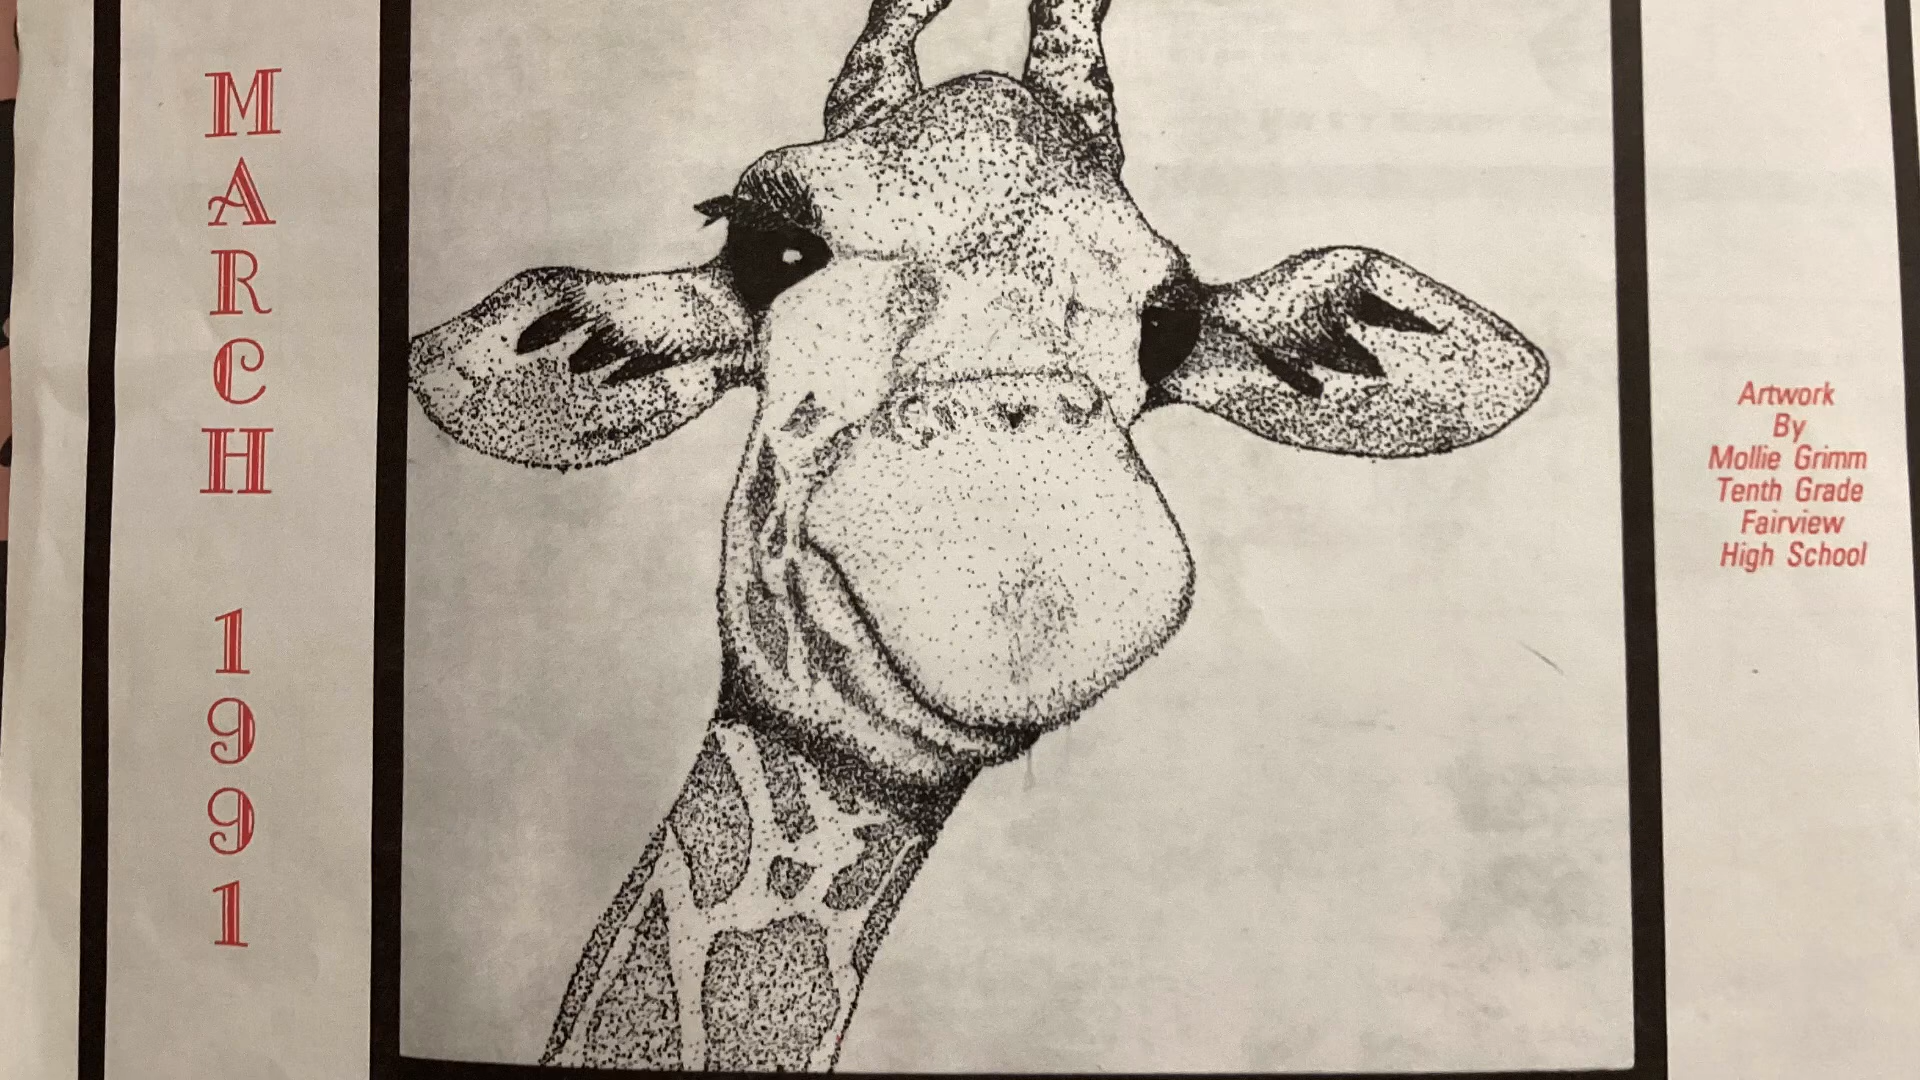 MARCH 1991
Artwork
By
Mollie Grimm
Tenth Grade
Fairview
High School